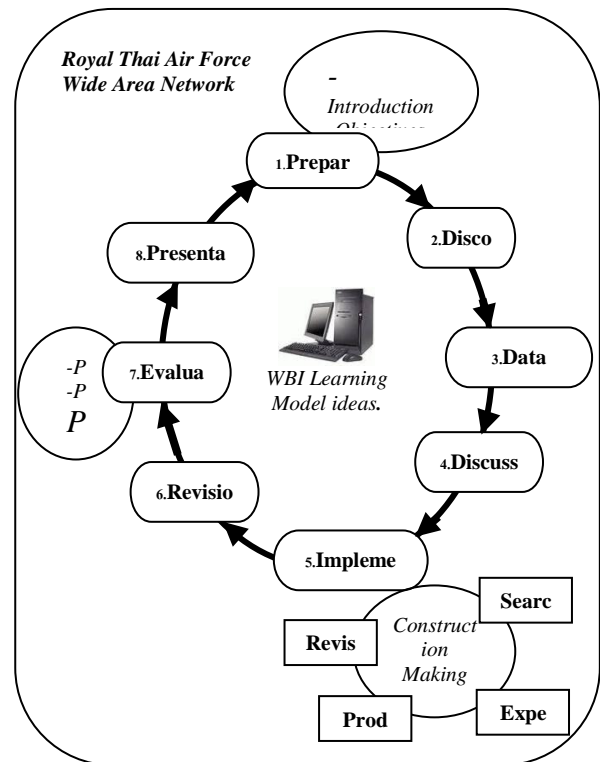 Royal Thai Air Force
Wide Area Network
-
Introduction
Objectives
1.Prepar
8.Presenta
2.Disco
-P
-P
P
7.Evalua
WBI Learning
Model ideas.
3.Data
6.Revisio
4.Discuss
5.Impleme
Searc
Revis
Construct
ion
Making
Prod
Expe